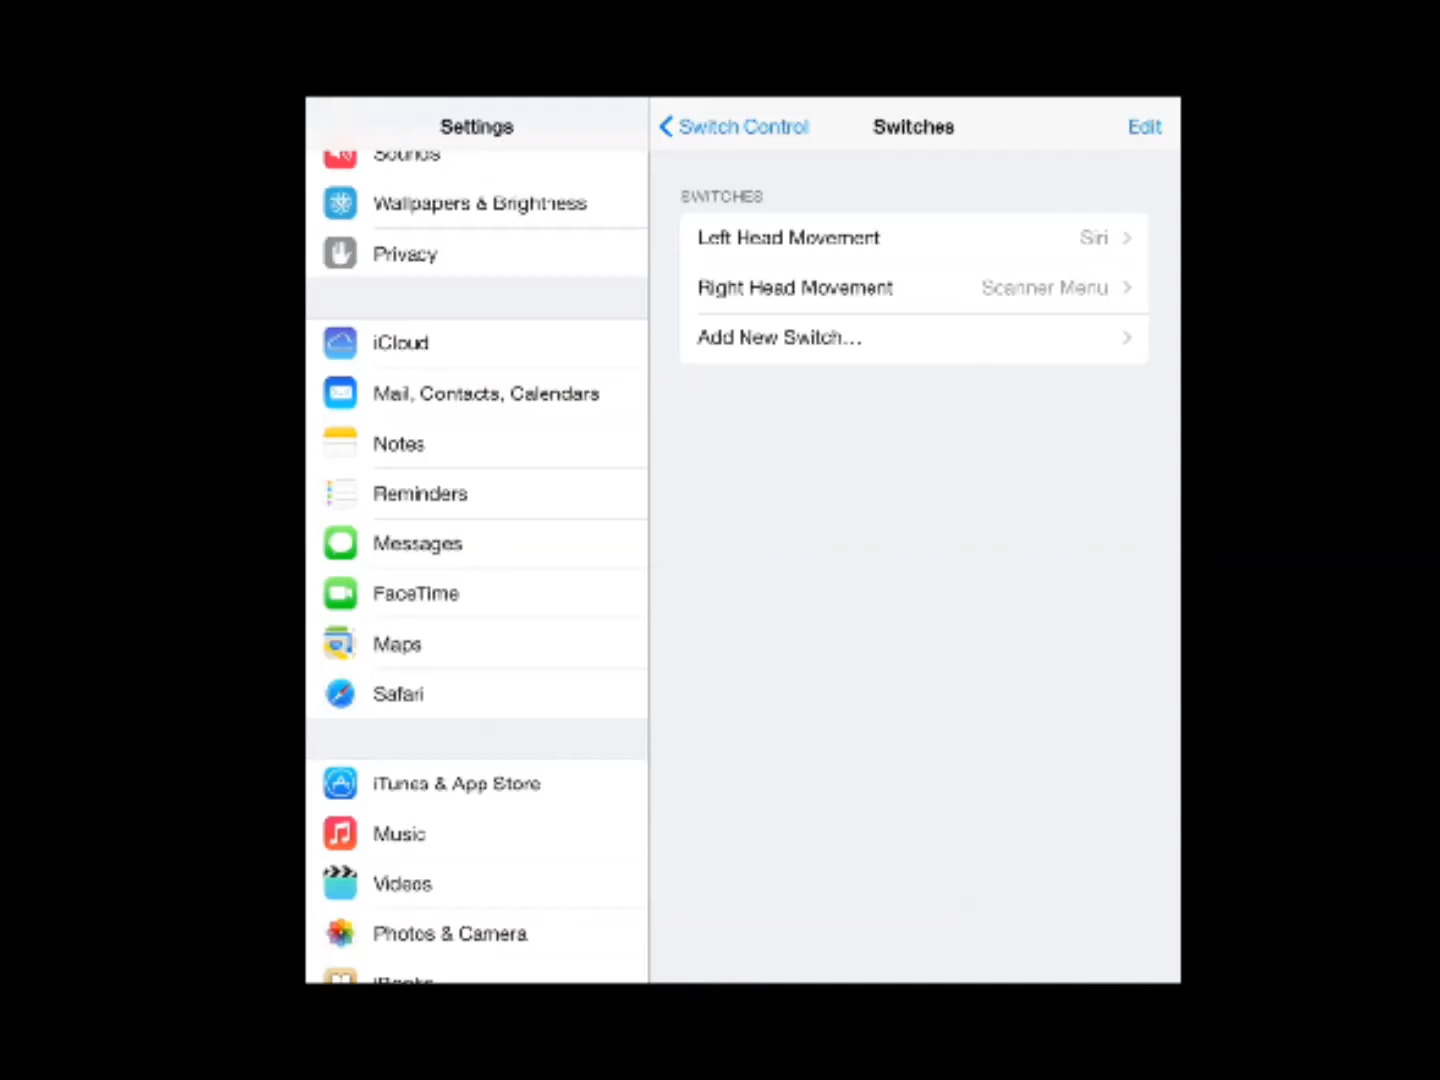 Settings
Sounds
Wallpapers & Brightness
Privacy
iCloud
Mail, Contacts, Calendars
Notes
Reminders
Messages
FaceTime
Maps
Safari
iTunes & App Store
Music
Videos
Photos & Camera
iBooks
Switch Control
Switches
Edit
SWITCHES
Left Head Movement Siri
Right Head Movement Scanner Menu
Add New Switch...